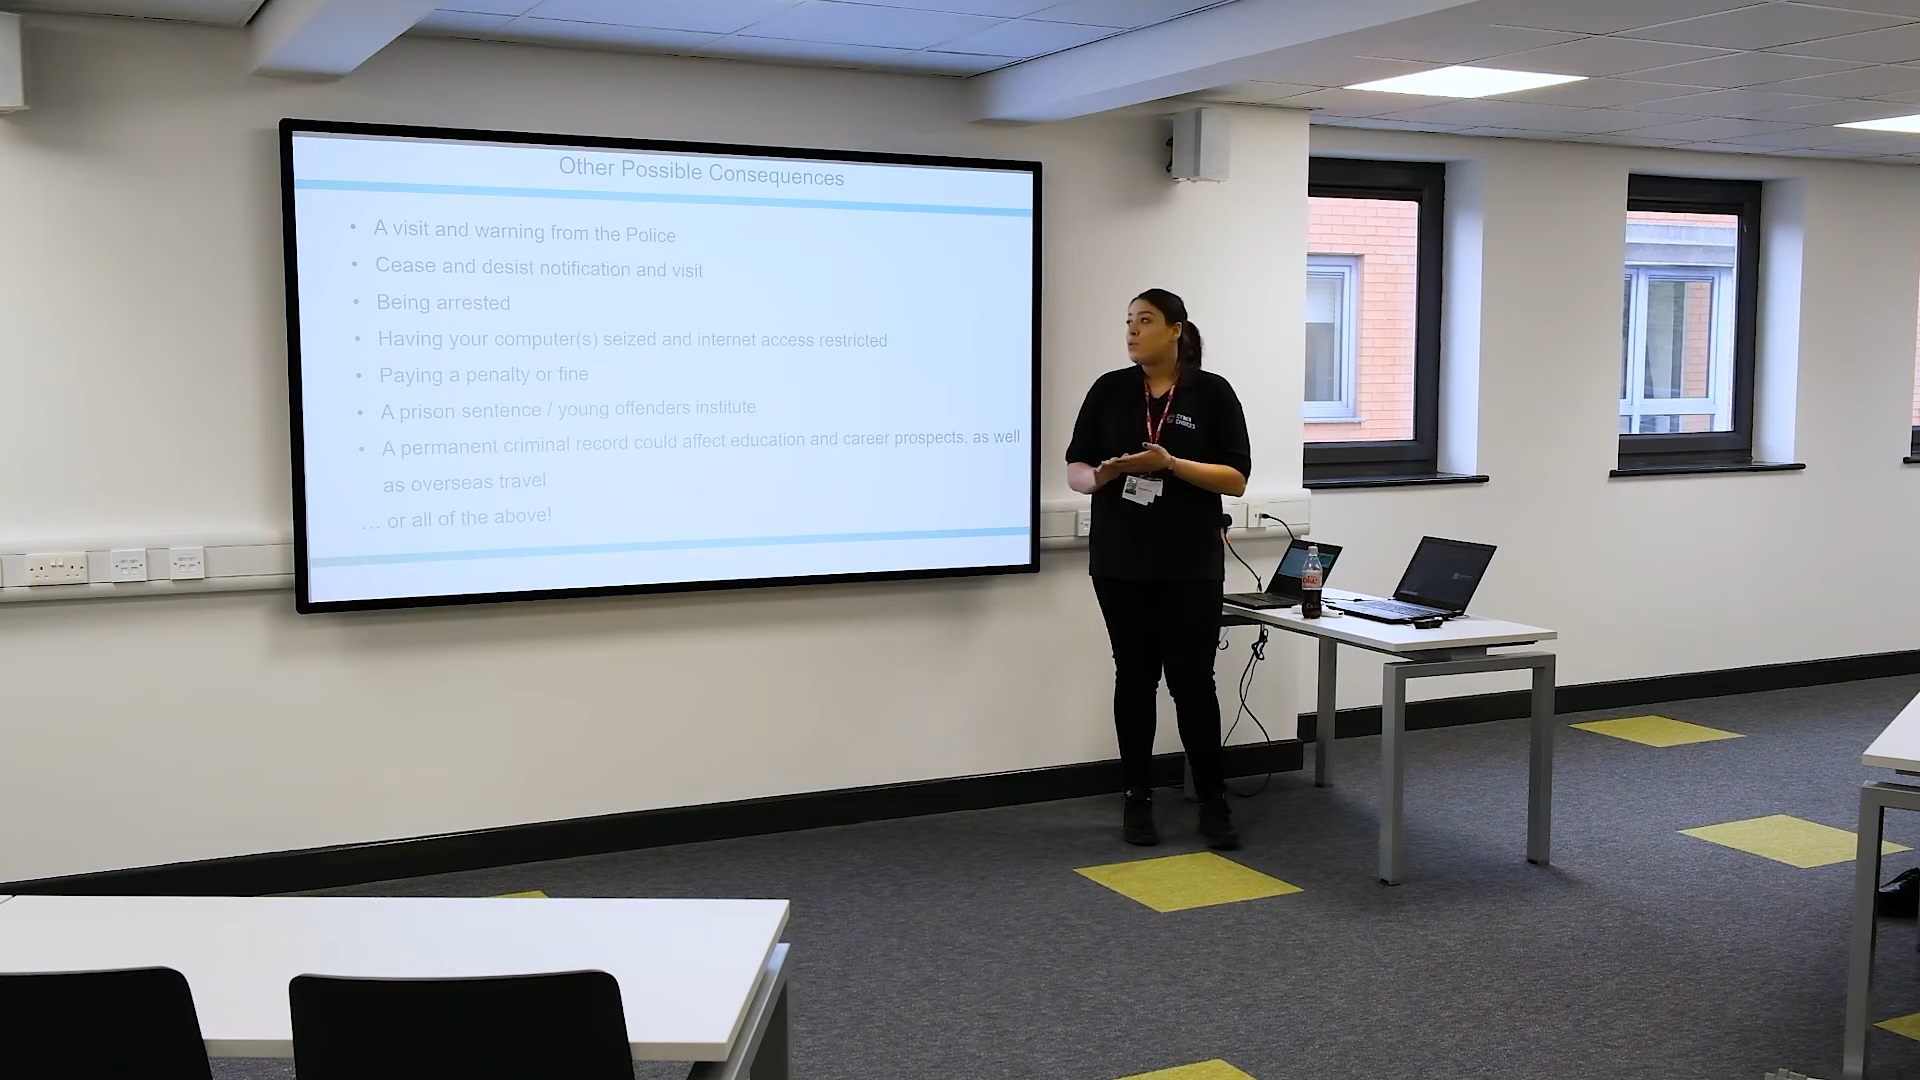 Other Possible Consequences
• A visit and warning from the Police
• Cease and desist notification and visit
• Being arrested
• Having your computer(s) seized and internet access restricted
• Paying a penalty or fine
• A prison sentence / young offenders institute
• A permanent criminal record could affect education and career prospects, as well
as overseas travel
… or all of the above!
CYBER
CHOICES